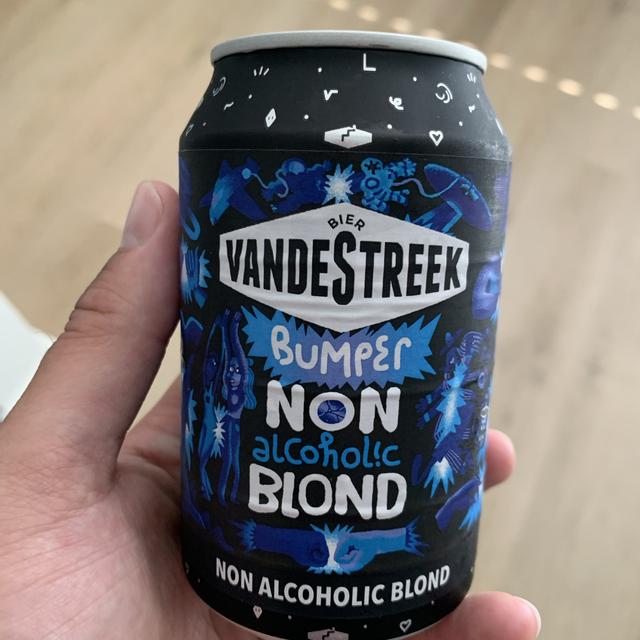 BIER
VANDESTREEK
BUMPER
NON
alcoholic
BLOND
NON ALCOHOLIC BLOND